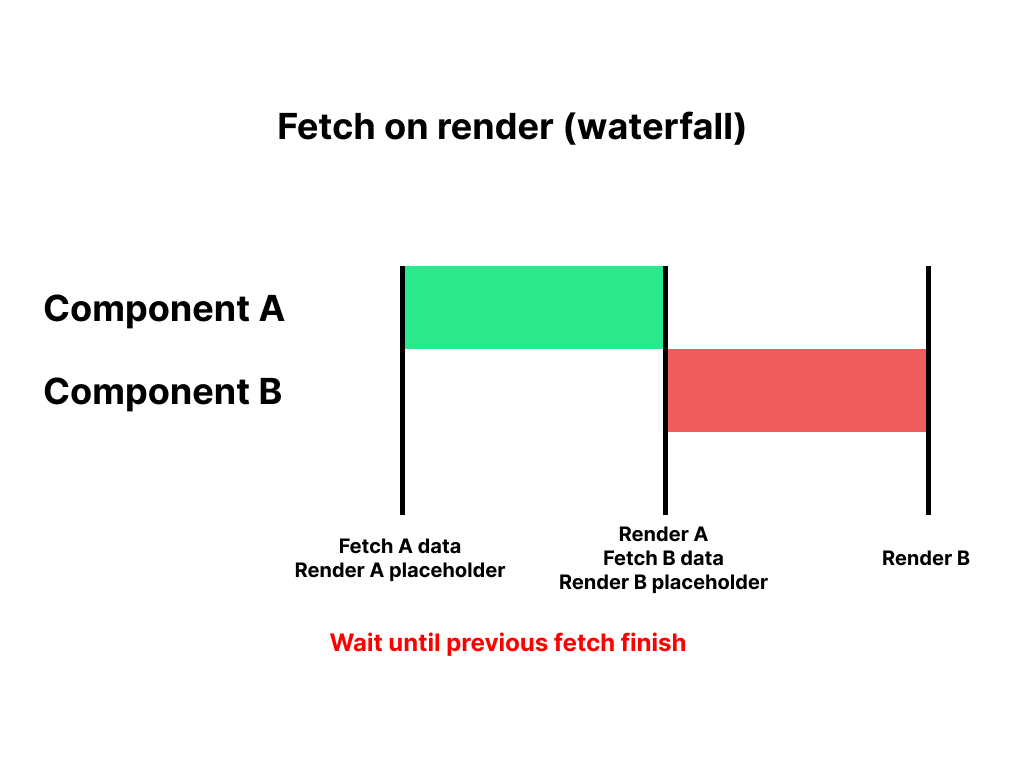 Fetch on render (waterfall)
Component A
Component B
Fetch A data
Render A placeholder
Render A
Fetch B data
Render B placeholder
Render B
Wait until previous fetch finish